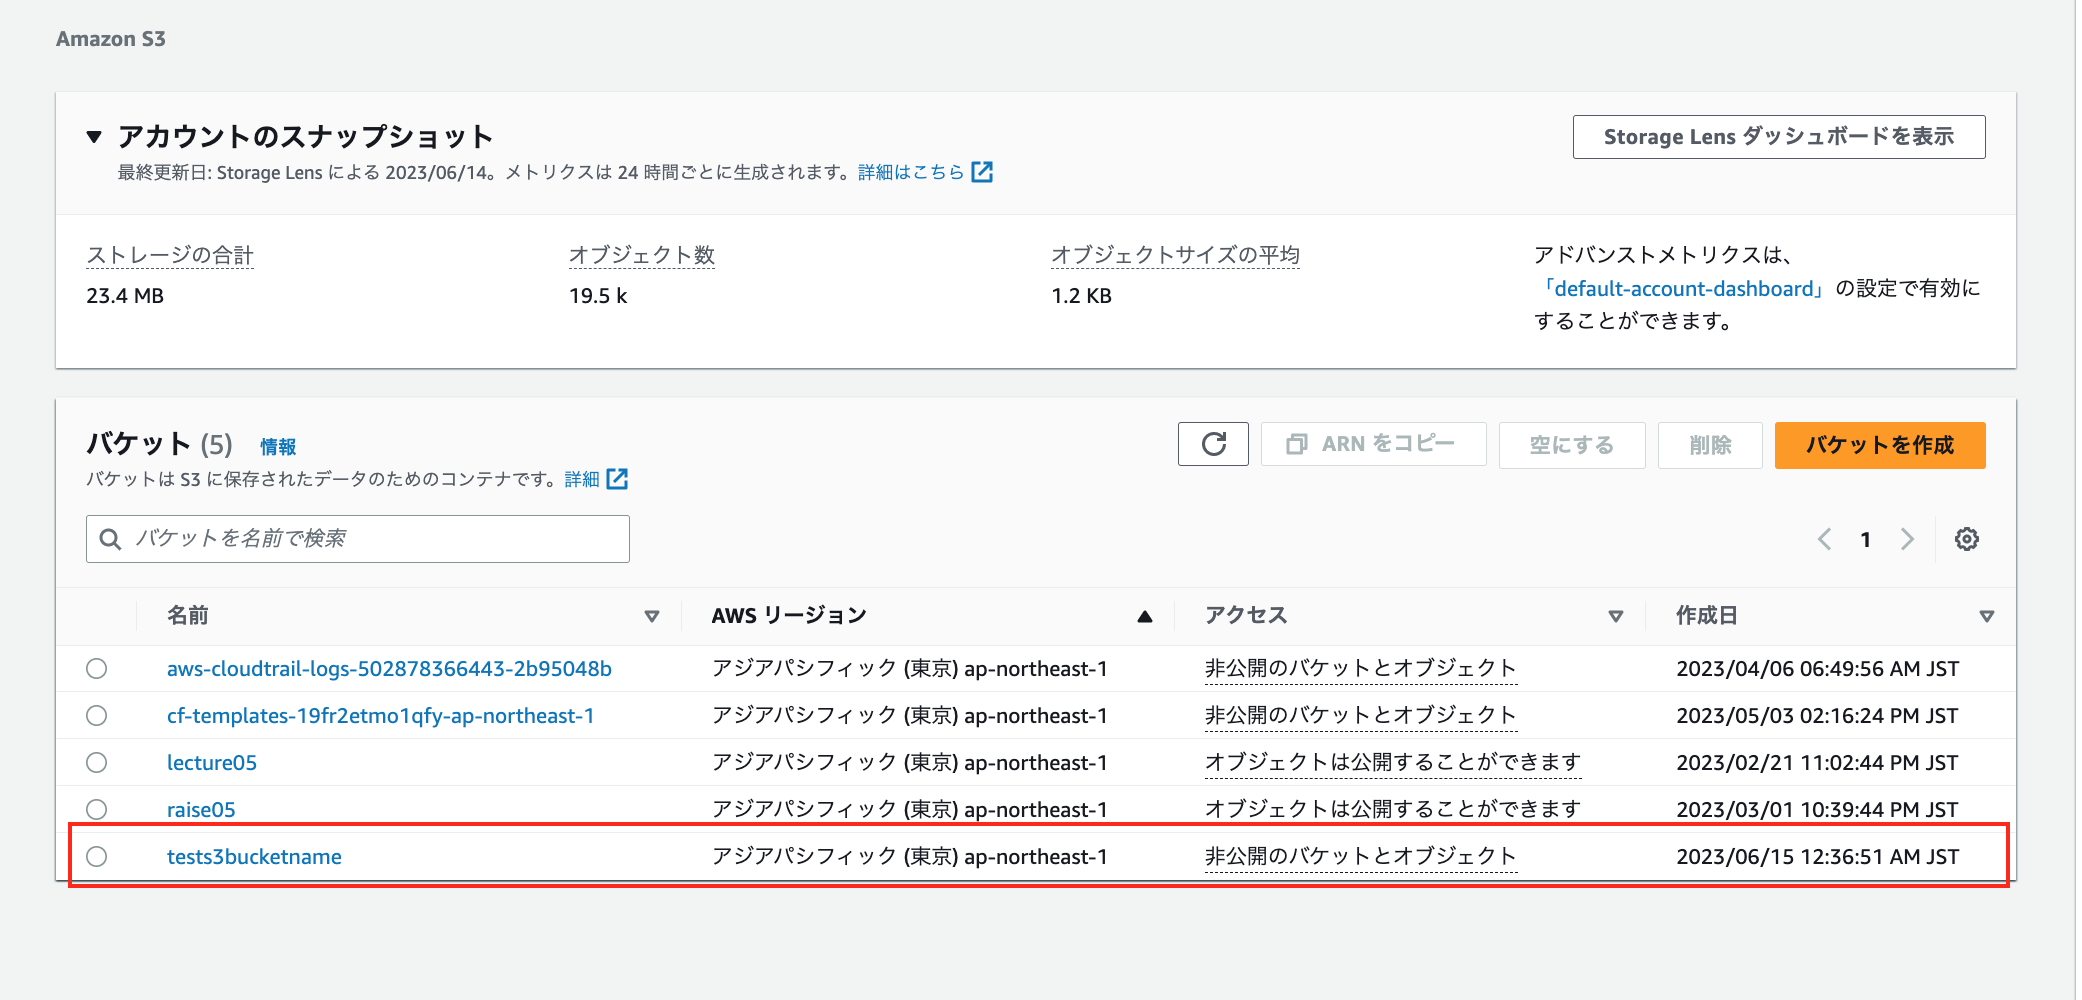 Amazon S3
アカウントのスナップショット
Storage Lens ダッシュボードを表示
最終更新日: Storage Lens による 2023/06/14。メトリクスは 24 時間ごとに生成されます。詳細はこちら
ストレージの合計
23.4 MB
オブジェクト数
19.5 k
オブジェクトサイズの平均
1.2 KB
アドバンストメトリクスは、
「default-account-dashboard」の設定で有効に
することができます。
バケット (5) 情報
バケットは S3 に保存されたデータのためのコンテナです。詳細
ARN をコピー
空にする
削除
バケットを作成
バケットを名前で検索
1
名前 AWS リージョン アクセス 作成日
aws-cloudtrail-logs-502878366443-2b95048b アジアパシフィック (東京) ap-northeast-1 非公開のバケットとオブジェクト 2023/04/06 06:49:56 AM JST
cf-templates-19fr2etmo1qfy-ap-northeast-1 アジアパシフィック (東京) ap-northeast-1 非公開のバケットとオブジェクト 2023/05/03 02:16:24 PM JST
lecture05 アジアパシフィック (東京) ap-northeast-1 オブジェクトは公開することができます 2023/02/21 11:02:44 PM JST
raise05 アジアパシフィック (東京) ap-northeast-1 オブジェクトは公開することができます 2023/03/01 10:39:44 PM JST
tests3bucketname アジアパシフィック (東京) ap-northeast-1 非公開のバケットとオブジェクト 2023/06/15 12:36:51 AM JST